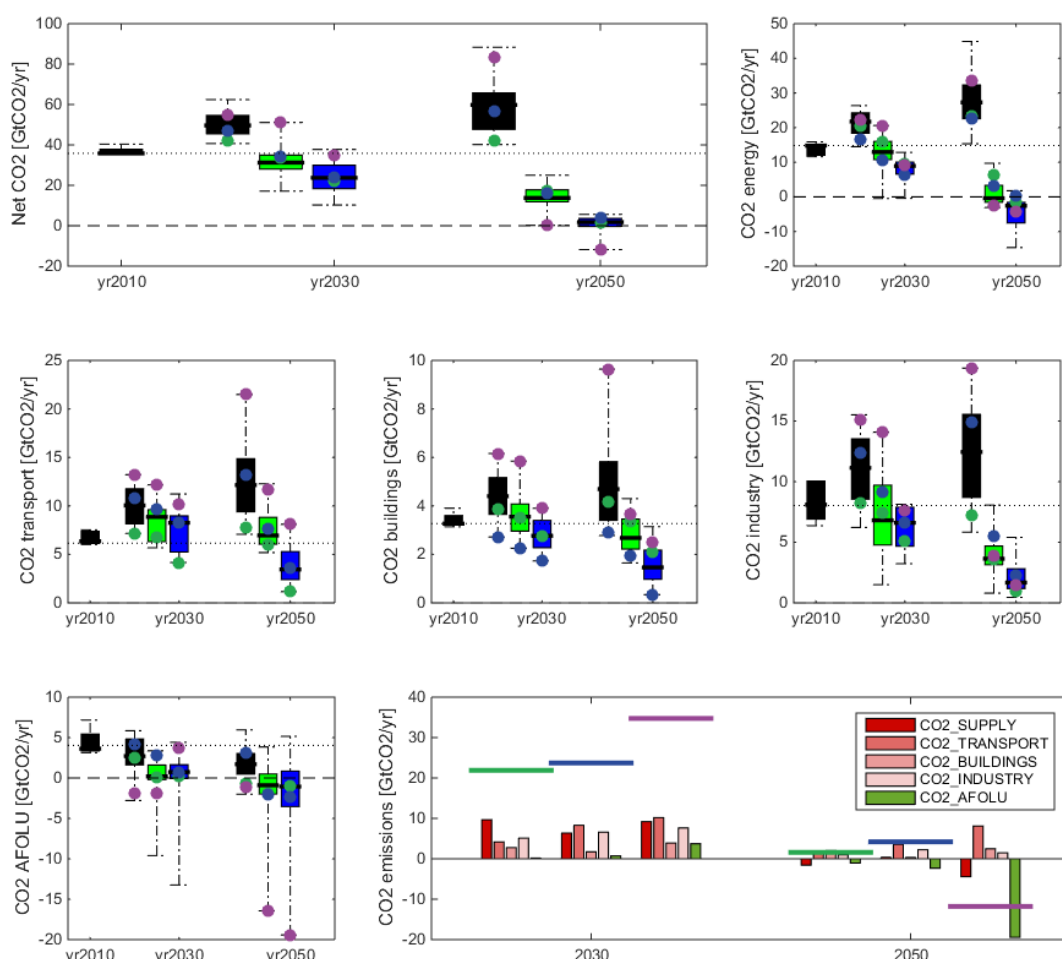 Net CO2 [GtCO2/yr]
100
80
60
40
20
0
-20
yr2010 yr2030 yr2050
CO2 energy [GtCO2/yr]
50
40
30
20
10
0
-10
-20
yr2010 yr2030 yr2050
CO2 transport [GtCO2/yr]
25
20
15
10
5
0
yr2010 yr2030 yr2050
CO2 buildings [GtCO2/yr]
10
8
6
4
2
0
yr2010 yr2030 yr2050
CO2 industry [GtCO2/yr]
20
15
10
5
0
yr2010 yr2030 yr2050
CO2 AFOLU [GtCO2/yr]
10
5
0
-5
-10
-15
-20
yr2010 yr2030 yr2050
CO2 emissions [GtCO2/yr]
40
30
20
10
0
-10
-20
2030 2050
CO2_SUPPLY
CO2_TRANSPORT
CO2_BUILDINGS
CO2_INDUSTRY
CO2_AFOLU